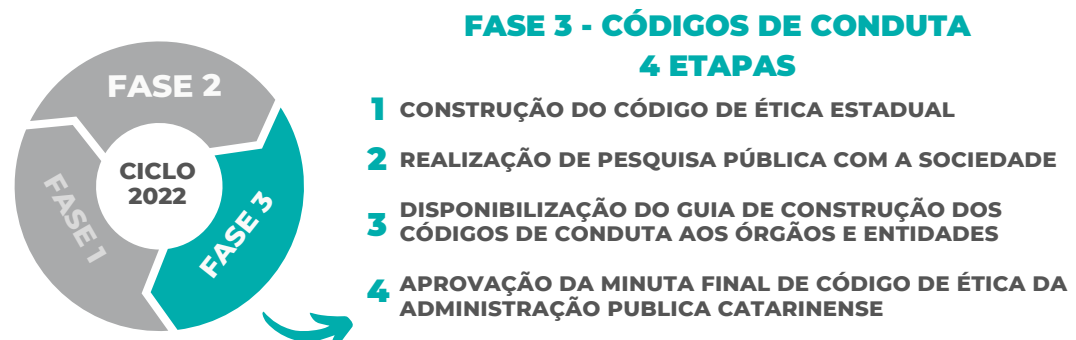 FASE 3 - CÓDIGOS DE CONDUTA
4 ETAPAS
FASE 2
CICLO
2022
FASE 1
FASE 3
1 CONSTRUÇÃO DO CÓDIGO DE ÉTICA ESTADUAL
2 REALIZAÇÃO DE PESQUISA PÚBLICA COM A SOCIEDADE
3 DISPONIBILIZAÇÃO DO GUIA DE CONSTRUÇÃO DOS
CÓDIGOS DE CONDUTA AOS ÓRGÃOS E ENTIDADES
4 APROVAÇÃO DA MINUTA FINAL DE CÓDIGO DE ÉTICA DA
ADMINISTRAÇÃO PUBLICA CATARINENSE